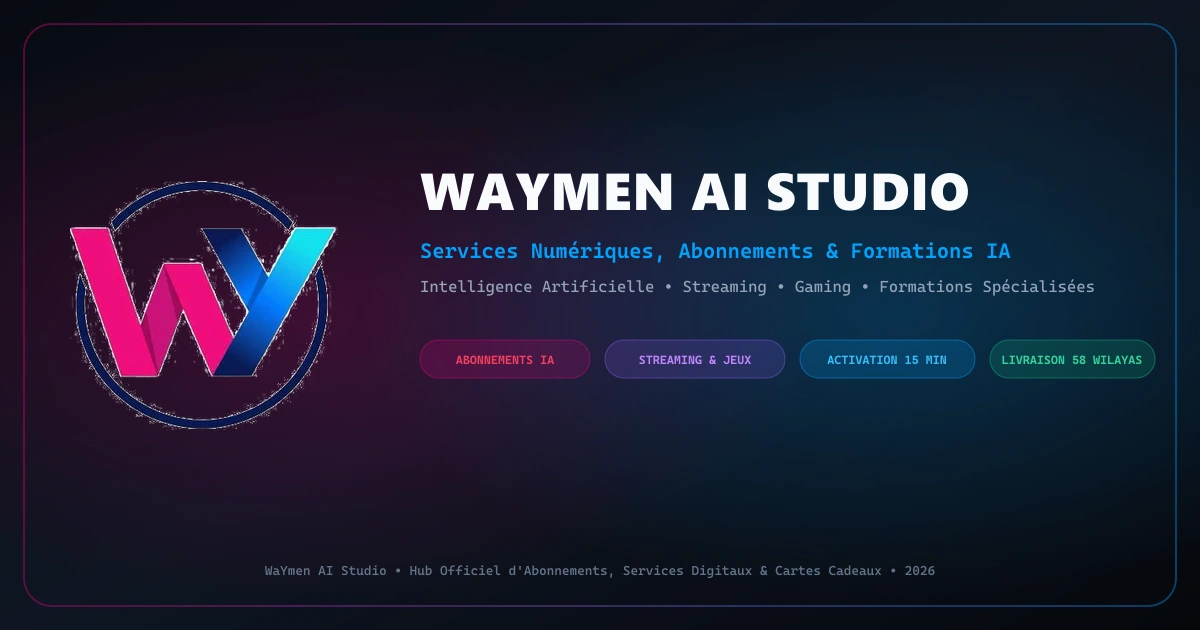 WY
WAYMEN AI STUDIO
Services Numériques, Abonnements & Formations IA
Intelligence Artificielle • Streaming • Gaming • Formations Spécialisées
ABONNEMENTS IA
STREAMING & JEUX
ACTIVATION 15 MIN
LIVRAISON 58 WILAYAS
WaYmen AI Studio • Hub Officiel d'Abonnements, Services Digitaux & Cartes Cadeaux • 2026